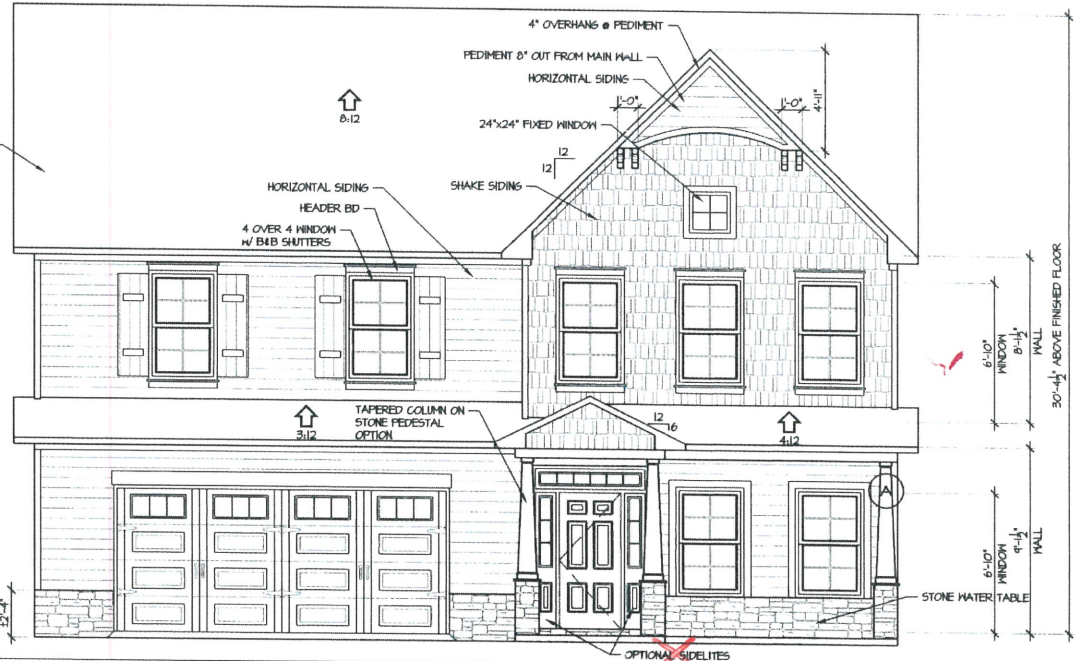 4" OVERHANG @ PEDIMENT
PEDIMENT 8" OUT FROM MAIN WALL
HORIZONTAL SIDING
1'-0"
1'-0"
4'-11"
8:12
24"x24" FIXED WINDOW
12
12
HORIZONTAL SIDING
SHAKE SIDING
HEADER BD
4 OVER 4 WINDOW
W/ B&B SHUTTERS
6'-10"
WINDOW
8'-1½"
WALL
30'-4½" ABOVE FINISHED FLOOR
3:12
TAPERED COLUMN ON
STONE PEDESTAL
OPTION
12
6
4:12
A
6'-10"
WINDOW
9'-1½"
WALL
±2'-4"
STONE WATER TABLE
OPTIONAL SIDELITES